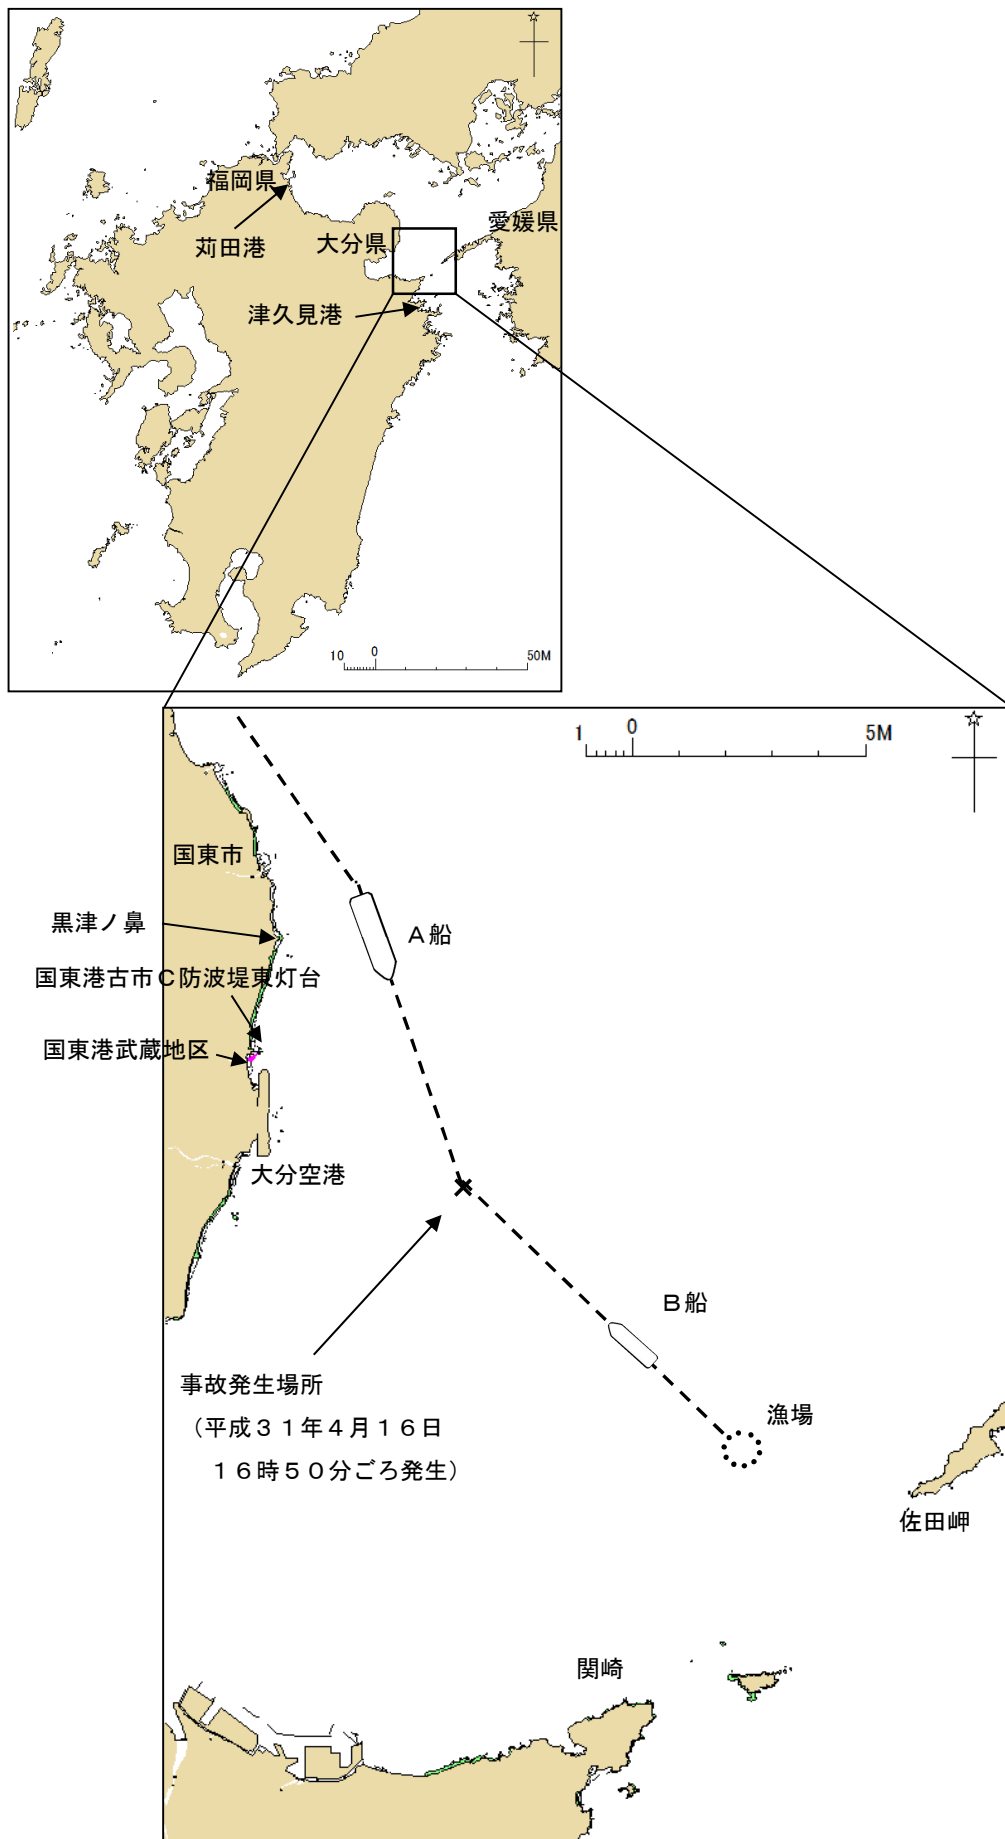 福岡県
苅田港
大分県
愛媛県
津久見港
10 0 50M
1 0 5M
国東市
黒津ノ鼻
A船
国東港古市C防波堤東灯台
国東港武蔵地区
大分空港
B船
事故発生場所
（平成31年4月16日
16時50分ごろ発生）
漁場
佐田岬
関崎